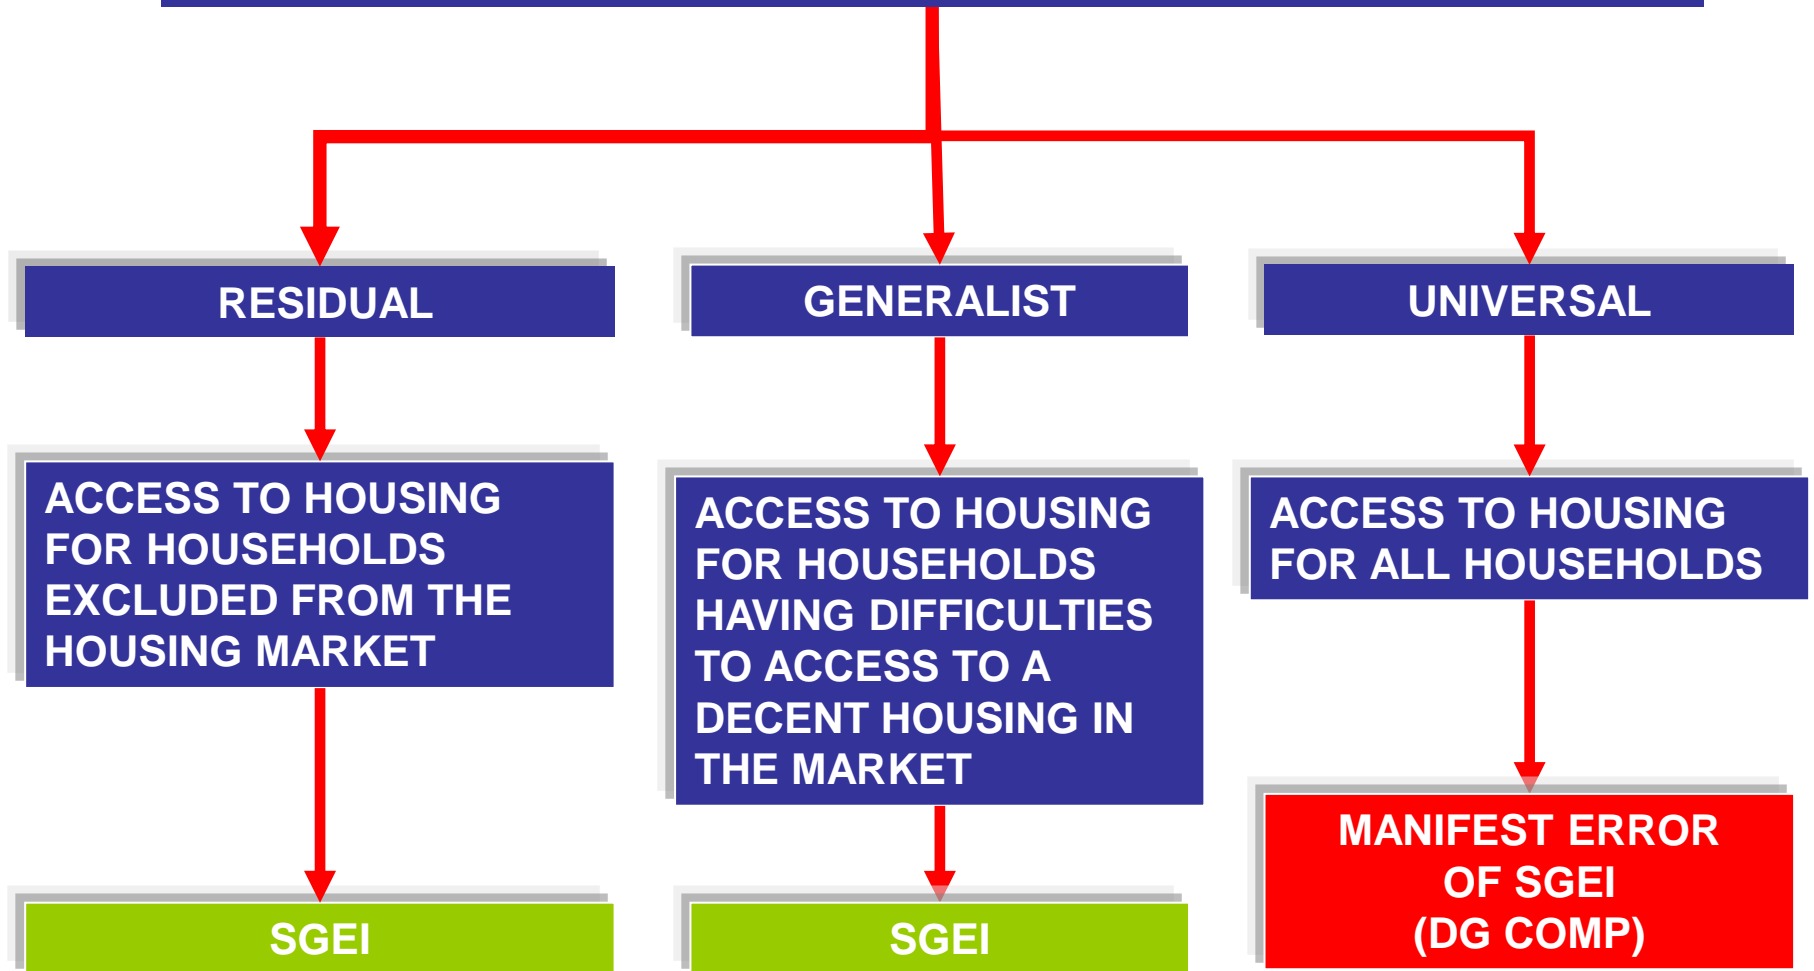 RESIDUAL
GENERALIST
UNIVERSAL
ACCESS TO HOUSING
FOR HOUSEHOLDS
EXCLUDED FROM THE
HOUSING MARKET
ACCESS TO HOUSING
FOR HOUSEHOLDS
HAVING DIFFICULTIES
TO ACCESS TO A
DECENT HOUSING IN
THE MARKET
ACCESS TO HOUSING
FOR ALL HOUSEHOLDS
SGEI
SGEI
MANIFEST ERROR
OF SGEI
(DG COMP)